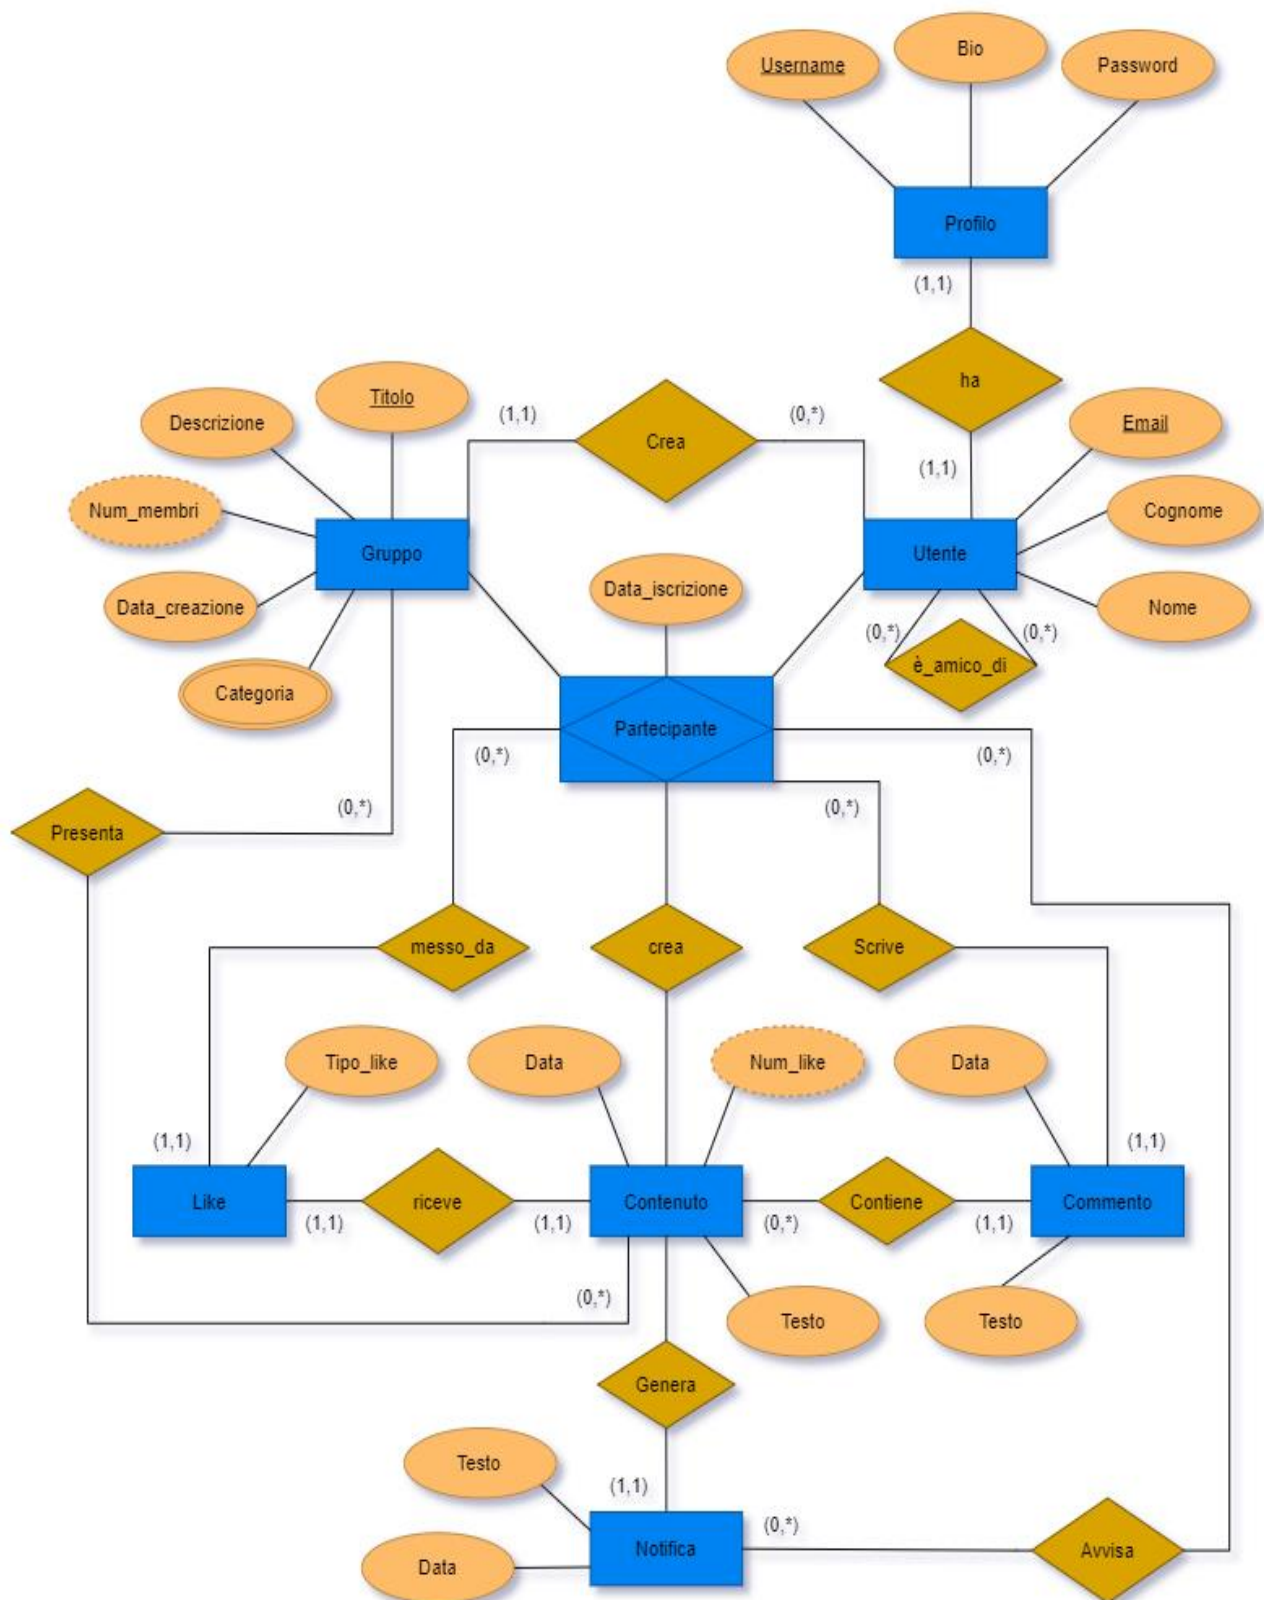 Bio
Username
Password
Profilo
(1,1)
ha
Titolo
Descrizione
(1,1)
Crea
(0,*)
Email
(1,1)
Num_membri
Cognome
Gruppo
Utente
Data_iscrizione
Data_creazione
Nome
(0,*)
(0,*)
è_amico_di
Categoria
Partecipante
(0,*)
(0,*)
(0,*)
(0,*)
Presenta
messo_da
crea
Scrive
Tipo_like
Data
Num_like
Data
(1,1)
(1,1)
Like
riceve
Contenuto
Contiene
Commento
(1,1)
(1,1)
(0,*)
(1,1)
(0,*)
Testo
Testo
Genera
Testo
(1,1)
(0,*)
Notifica
Avvisa
Data